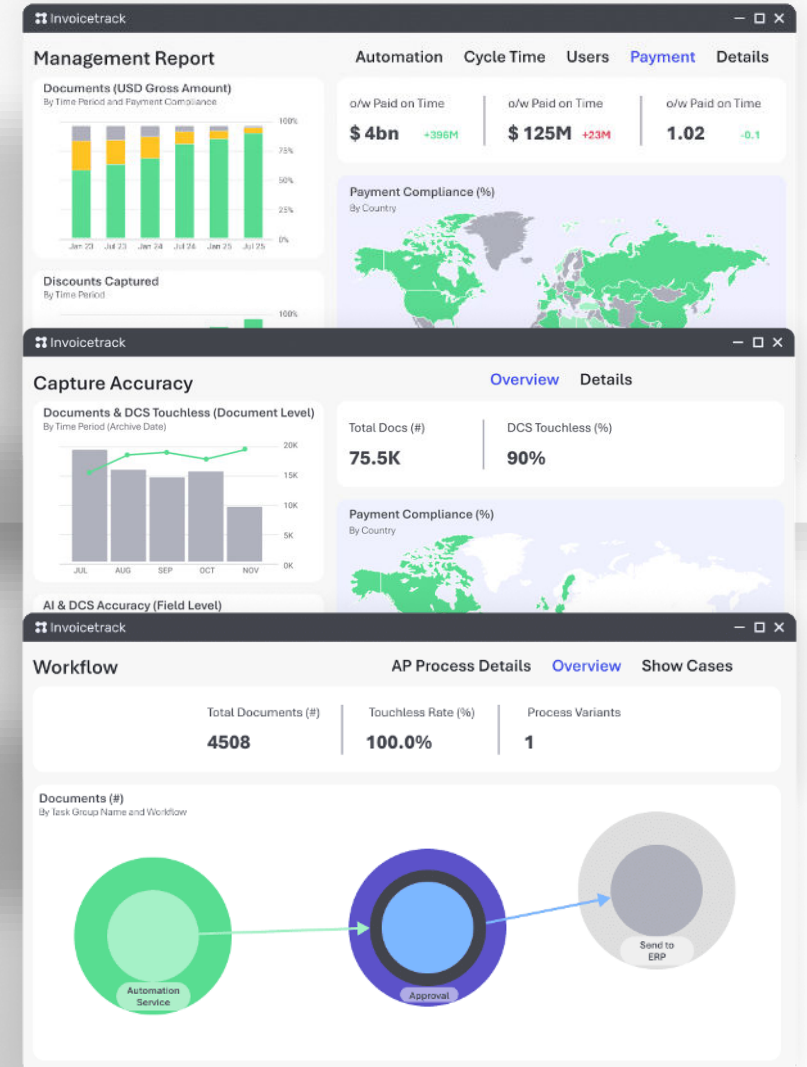 Invoicetrack
Management Report
Automation Cycle Time Users Payment Details
Documents (USD Gross Amount)
By Time Period and Payment Compliance
100%
75%
50%
25%
0%
Jan 23 Jul 23 Jan 24 Jul 24 Jan 25 Jul 25
o/w Paid on Time
$ 4bn +396M
o/w Paid on Time
$ 125M +23M
o/w Paid on Time
1.02 -0.1
Payment Compliance (%)
By Country
Discounts Captured
By Time Period
100%
Invoicetrack
Capture Accuracy
Overview Details
Documents & DCS Touchless (Document Level)
By Time Period (Archive Date)
20K
15K
10K
5K
0K
JUL AUG SEP OCT NOV
Total Docs (#)
75.5K
DCS Touchless (%)
90%
Payment Compliance (%)
By Country
AI & DCS Accuracy (Field Level)
Invoicetrack
Workflow
AP Process Details Overview Show Cases
Total Documents (#)
4508
Touchless Rate (%)
100.0%
Process Variants
1
Documents (#)
By Task Group Name and Workflow
Automation
Service
Approval
Send to
ERP